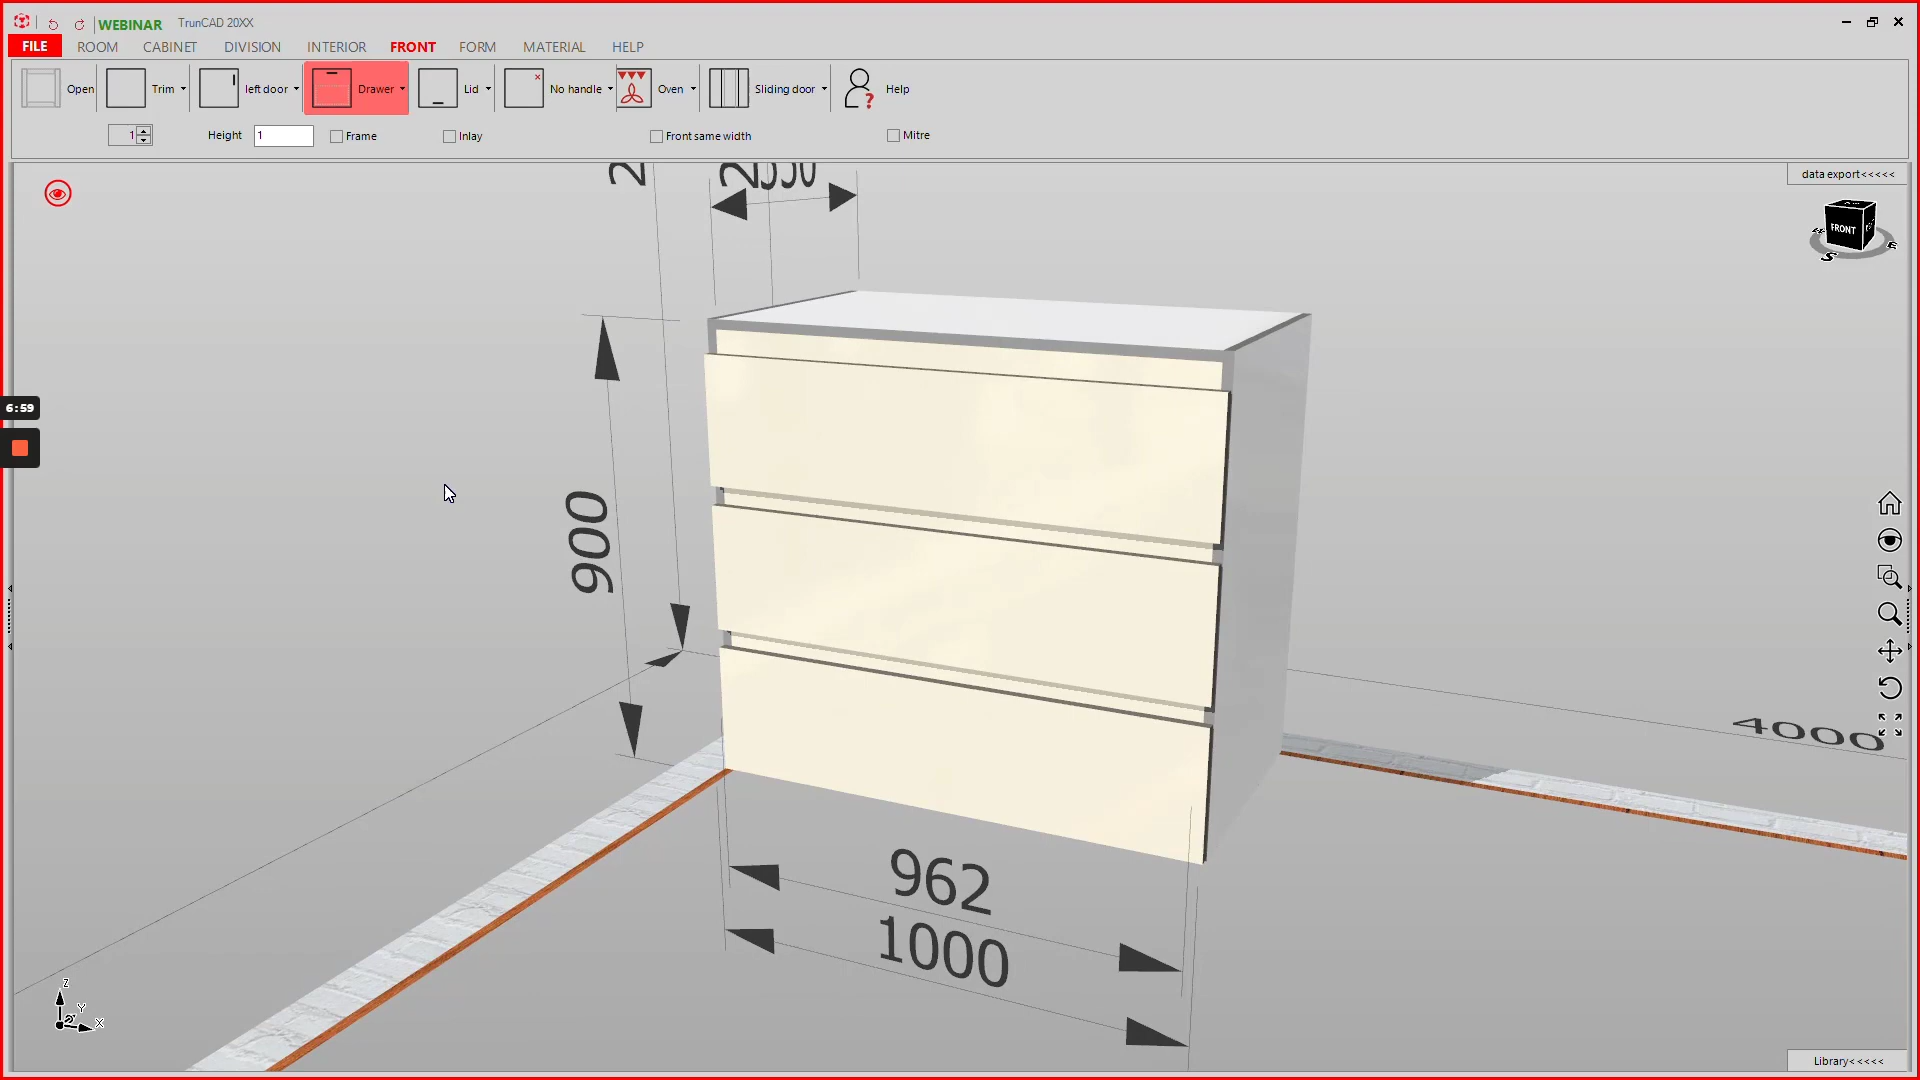 WEBINAR TrunCAD 20XX
FILE ROOM CABINET DIVISION INTERIOR FRONT FORM MATERIAL HELP
Open Trim left door Drawer Lid No handle Oven Sliding door Help
1 Height 1 Frame Inlay Front same width Mitre
data export<<<<<
FRONT
S E
6:59
900
4000
962
1000
Z
Y
X
Library<<<<<